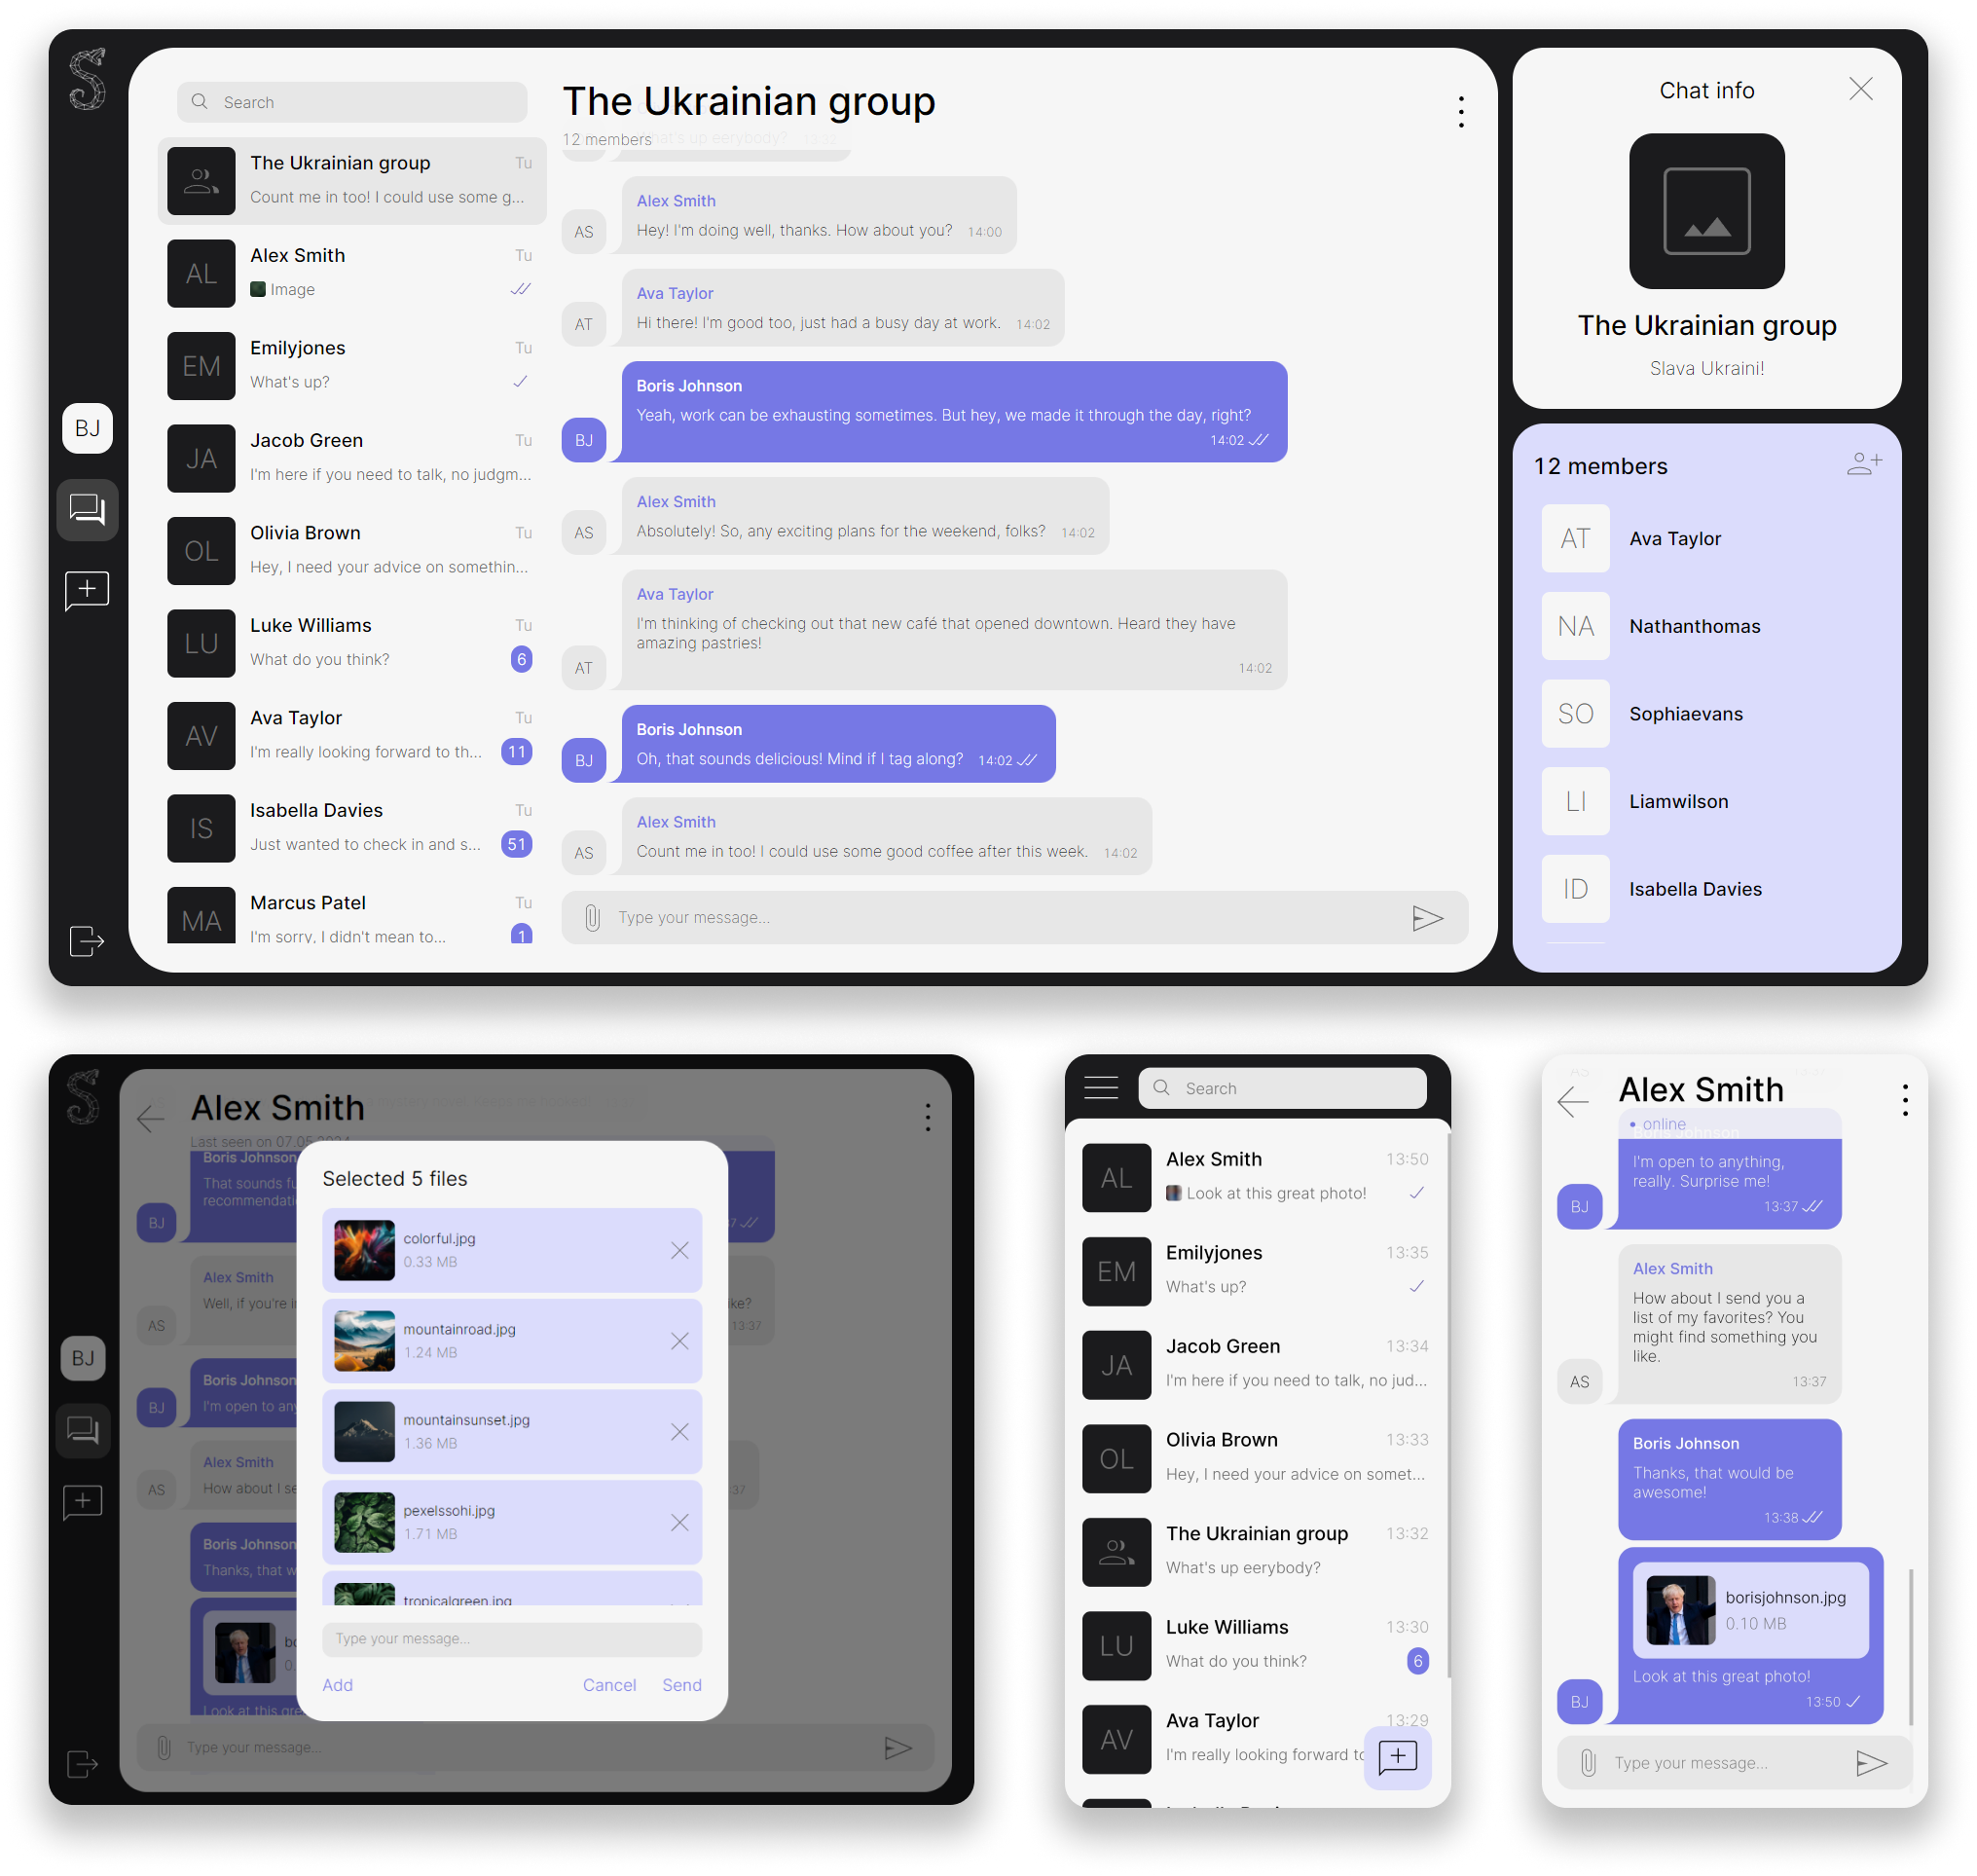 Search
The Ukrainian group
Tu
Count me in too! I could use some g...
AL
Alex Smith
Tu
Image
EM
Emilyjones
Tu
What's up?
JA
Jacob Green
Tu
I'm here if you need to talk, no judgm...
OL
Olivia Brown
Tu
Hey, I need your advice on somethin...
LU
Luke Williams
Tu
What do you think?
6
AV
Ava Taylor
Tu
I'm really looking forward to th...
11
IS
Isabella Davies
Tu
Just wanted to check in and s...
51
MA
Marcus Patel
Tu
I'm sorry, I didn't mean to...
1
BJ
The Ukrainian group
12 members
What's up eerybody? 13:32
AS
Alex Smith
Hey! I'm doing well, thanks. How about you? 14:00
AT
Ava Taylor
Hi there! I'm good too, just had a busy day at work. 14:02
BJ
Boris Johnson
Yeah, work can be exhausting sometimes. But hey, we made it through the day, right?
14:02
AS
Alex Smith
Absolutely! So, any exciting plans for the weekend, folks? 14:02
AT
Ava Taylor
I'm thinking of checking out that new café that opened downtown. Heard they have
amazing pastries!
14:02
BJ
Boris Johnson
Oh, that sounds delicious! Mind if I tag along? 14:02
AS
Alex Smith
Count me in too! I could use some good coffee after this week. 14:02
Type your message...
Chat info
The Ukrainian group
Slava Ukraini!
12 members
AT
Ava Taylor
NA
Nathanthomas
SO
Sophiaevans
LI
Liamwilson
ID
Isabella Davies
BJ
Alex Smith
Last seen on 07.05.2024
BJ
Boris Johnson
That sounds fu
recommendati
37
AS
Alex Smith
Well, if you're i
ike?
13:37
BJ
Boris Johnson
I'm open to any
AS
Alex Smith
How about I se
:37
Boris Johnson
Thanks, that w
bo
0.
Look at this gre
Type your message...
Selected 5 files
colorful.jpg
0.33 MB
mountainroad.jpg
1.24 MB
mountainsunset.jpg
1.36 MB
pexelssohi.jpg
1.71 MB
tropicalgreen.jpg
Type your message...
Add
Cancel
Send
Search
AL
Alex Smith
13:50
Look at this great photo!
EM
Emilyjones
13:35
What's up?
JA
Jacob Green
13:34
I'm here if you need to talk, no jud...
OL
Olivia Brown
13:33
Hey, I need your advice on somet...
The Ukrainian group
13:32
What's up eerybody?
LU
Luke Williams
13:30
What do you think?
6
AV
Ava Taylor
13:29
I'm really looking forward to
Alex Smith
• online
Boris Johnson
BJ
I'm open to anything,
really. Surprise me!
13:37
AS
Alex Smith
How about I send you a
list of my favorites? You
might find something you
like.
13:37
Boris Johnson
Thanks, that would be
awesome!
13:38
borisjohnson.jpg
0.10 MB
Look at this great photo!
BJ
13:50
Type your message...